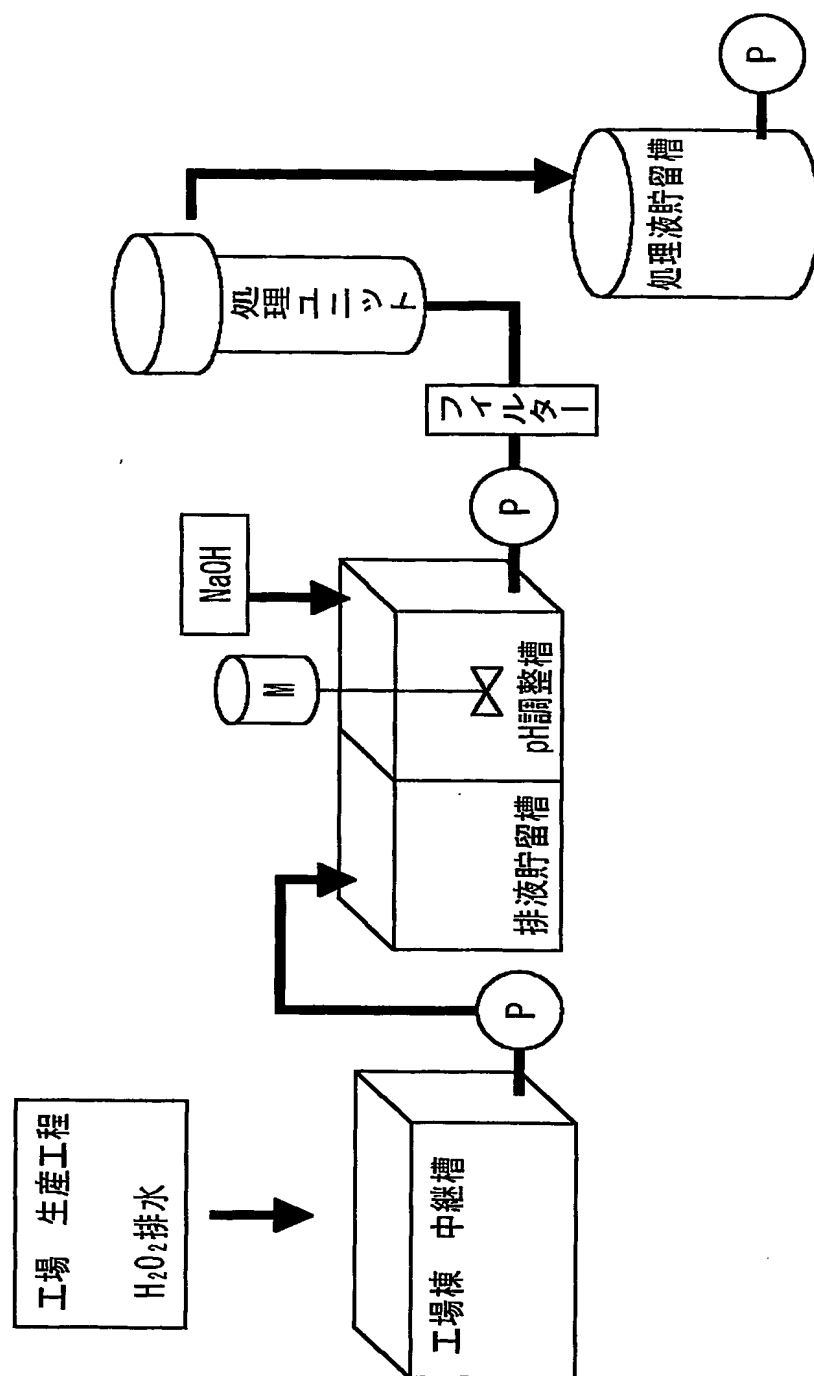 工場 生産工程
H₂O₂排水
工場棟 中継槽
P
排液貯留槽
pH調整槽
M
NaOH
P
フィルター
処理ユニット
処理液貯留槽
P